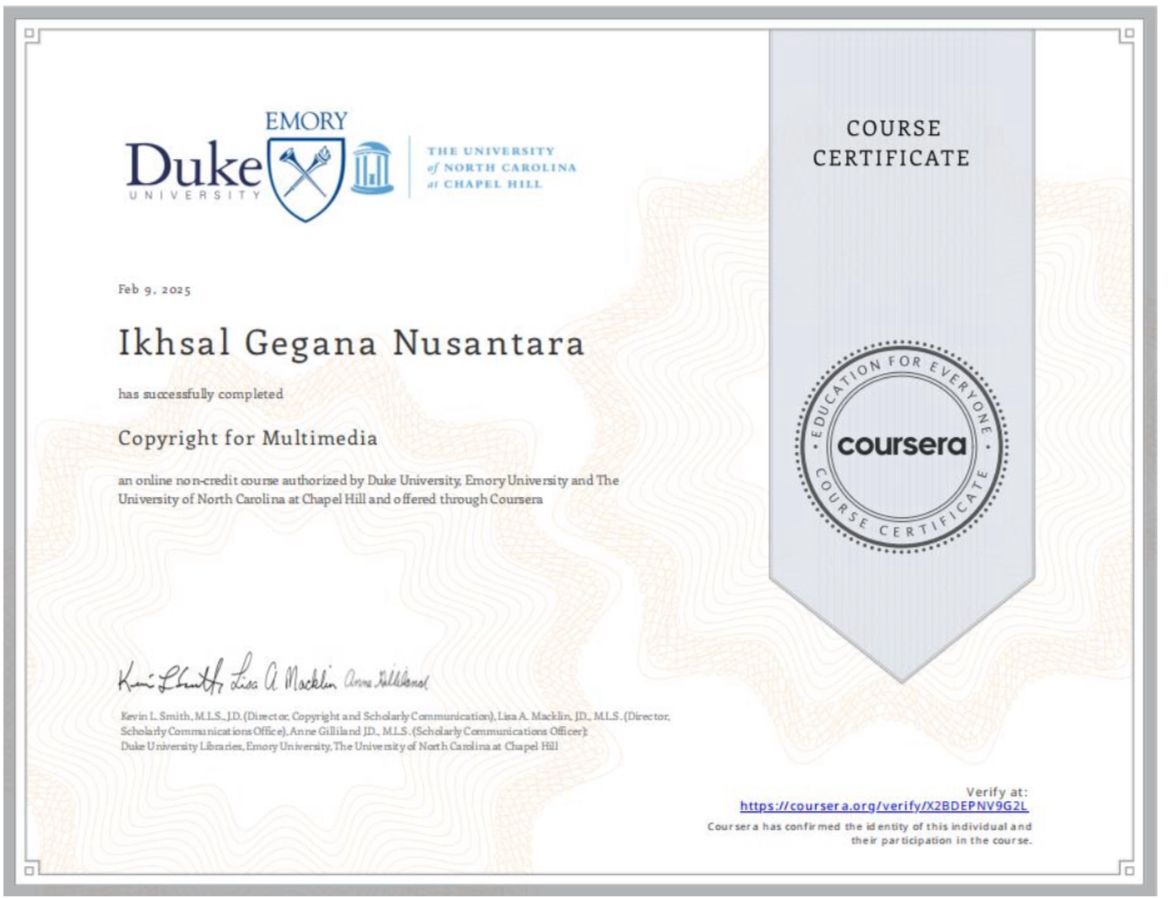 EMORY
Duke
UNIVERSITY
THE UNIVERSITY
of NORTH CAROLINA
at CHAPEL HILL
COURSE
CERTIFICATE
Feb 9, 2025
Ikhsal Gegana Nusantara
has successfully completed
Copyright for Multimedia
an online non-credit course authorized by Duke University, Emory University and The
University of North Carolina at Chapel Hill and offered through Coursera
EDUCATION FOR EVERYONE
coursera
COURSE CERTIFICATE
Kevin L Smith, Lisa A Macklin Anne Gilliland
Kevin L. Smith, M.L.S., J.D. (Director, Copyright and Scholarly Communication), Lisa A. Macklin, JD., M.L.S. (Director,
Scholarly Communications Office), Anne Gilliland JD., M.L.S. (Scholarly Communications Officer);
Duke University Libraries, Emory University, The University of North Carolina at Chapel Hill
Verify at:
https://coursera.org/verify/X2BDEPNV9G2L
Coursera has confirmed the identity of this individual and
their participation in the course.